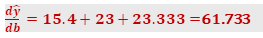 dŷ/db = 15.4 + 23 + 23.333 =61.733